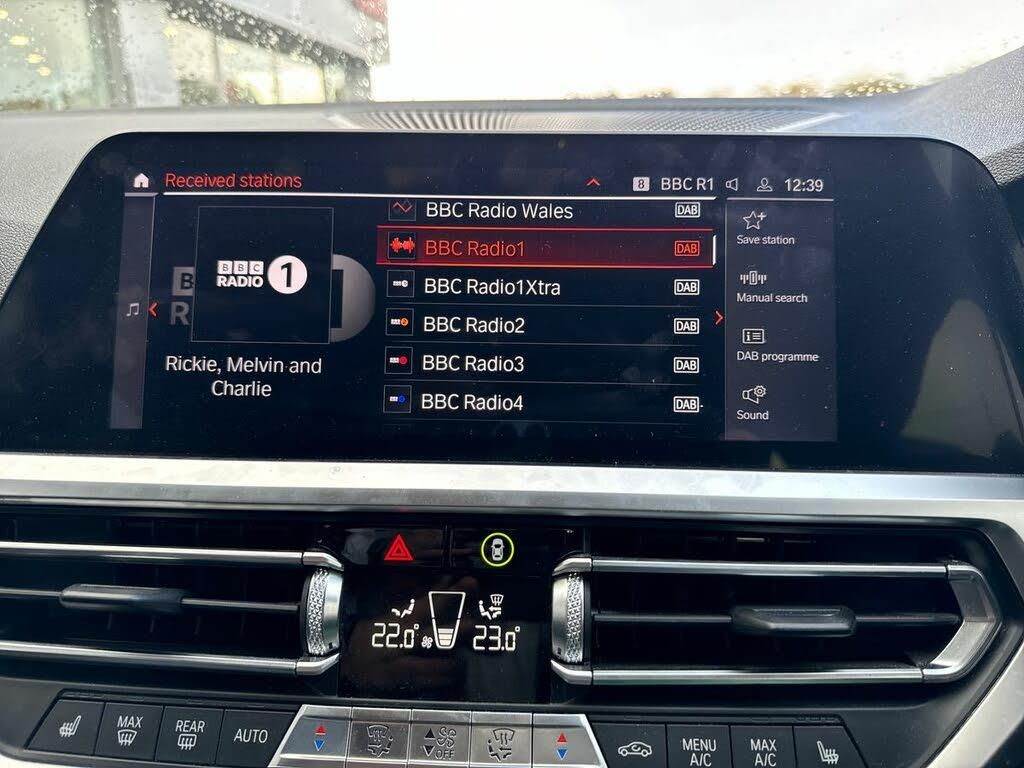 Received stations
8 BBC R1 12:39
BBC Radio Wales DAB
BBC Radio1 DAB
BBC Radio1Xtra DAB
BBC Radio2 DAB
BBC Radio3 DAB
BBC Radio4 DAB
BBC
RADIO 1
Rickie, Melvin and
Charlie
Save station
Manual search
DAB programme
Sound
22.0° 23.0°
MAX
REAR
AUTO
OFF
MENU
A/C
MAX
A/C